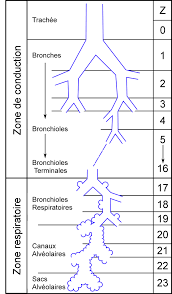 Z
Trachée
0
Zone de conduction
Bronches
1
2
3
4
Bronchioles
5
Bronchioles
Terminales
16
Zone respiratoire
17
Bronchioles
Respiratoires
18
19
20
Canaux
Alvéolaires
21
22
Sacs
Alvéolaires
23